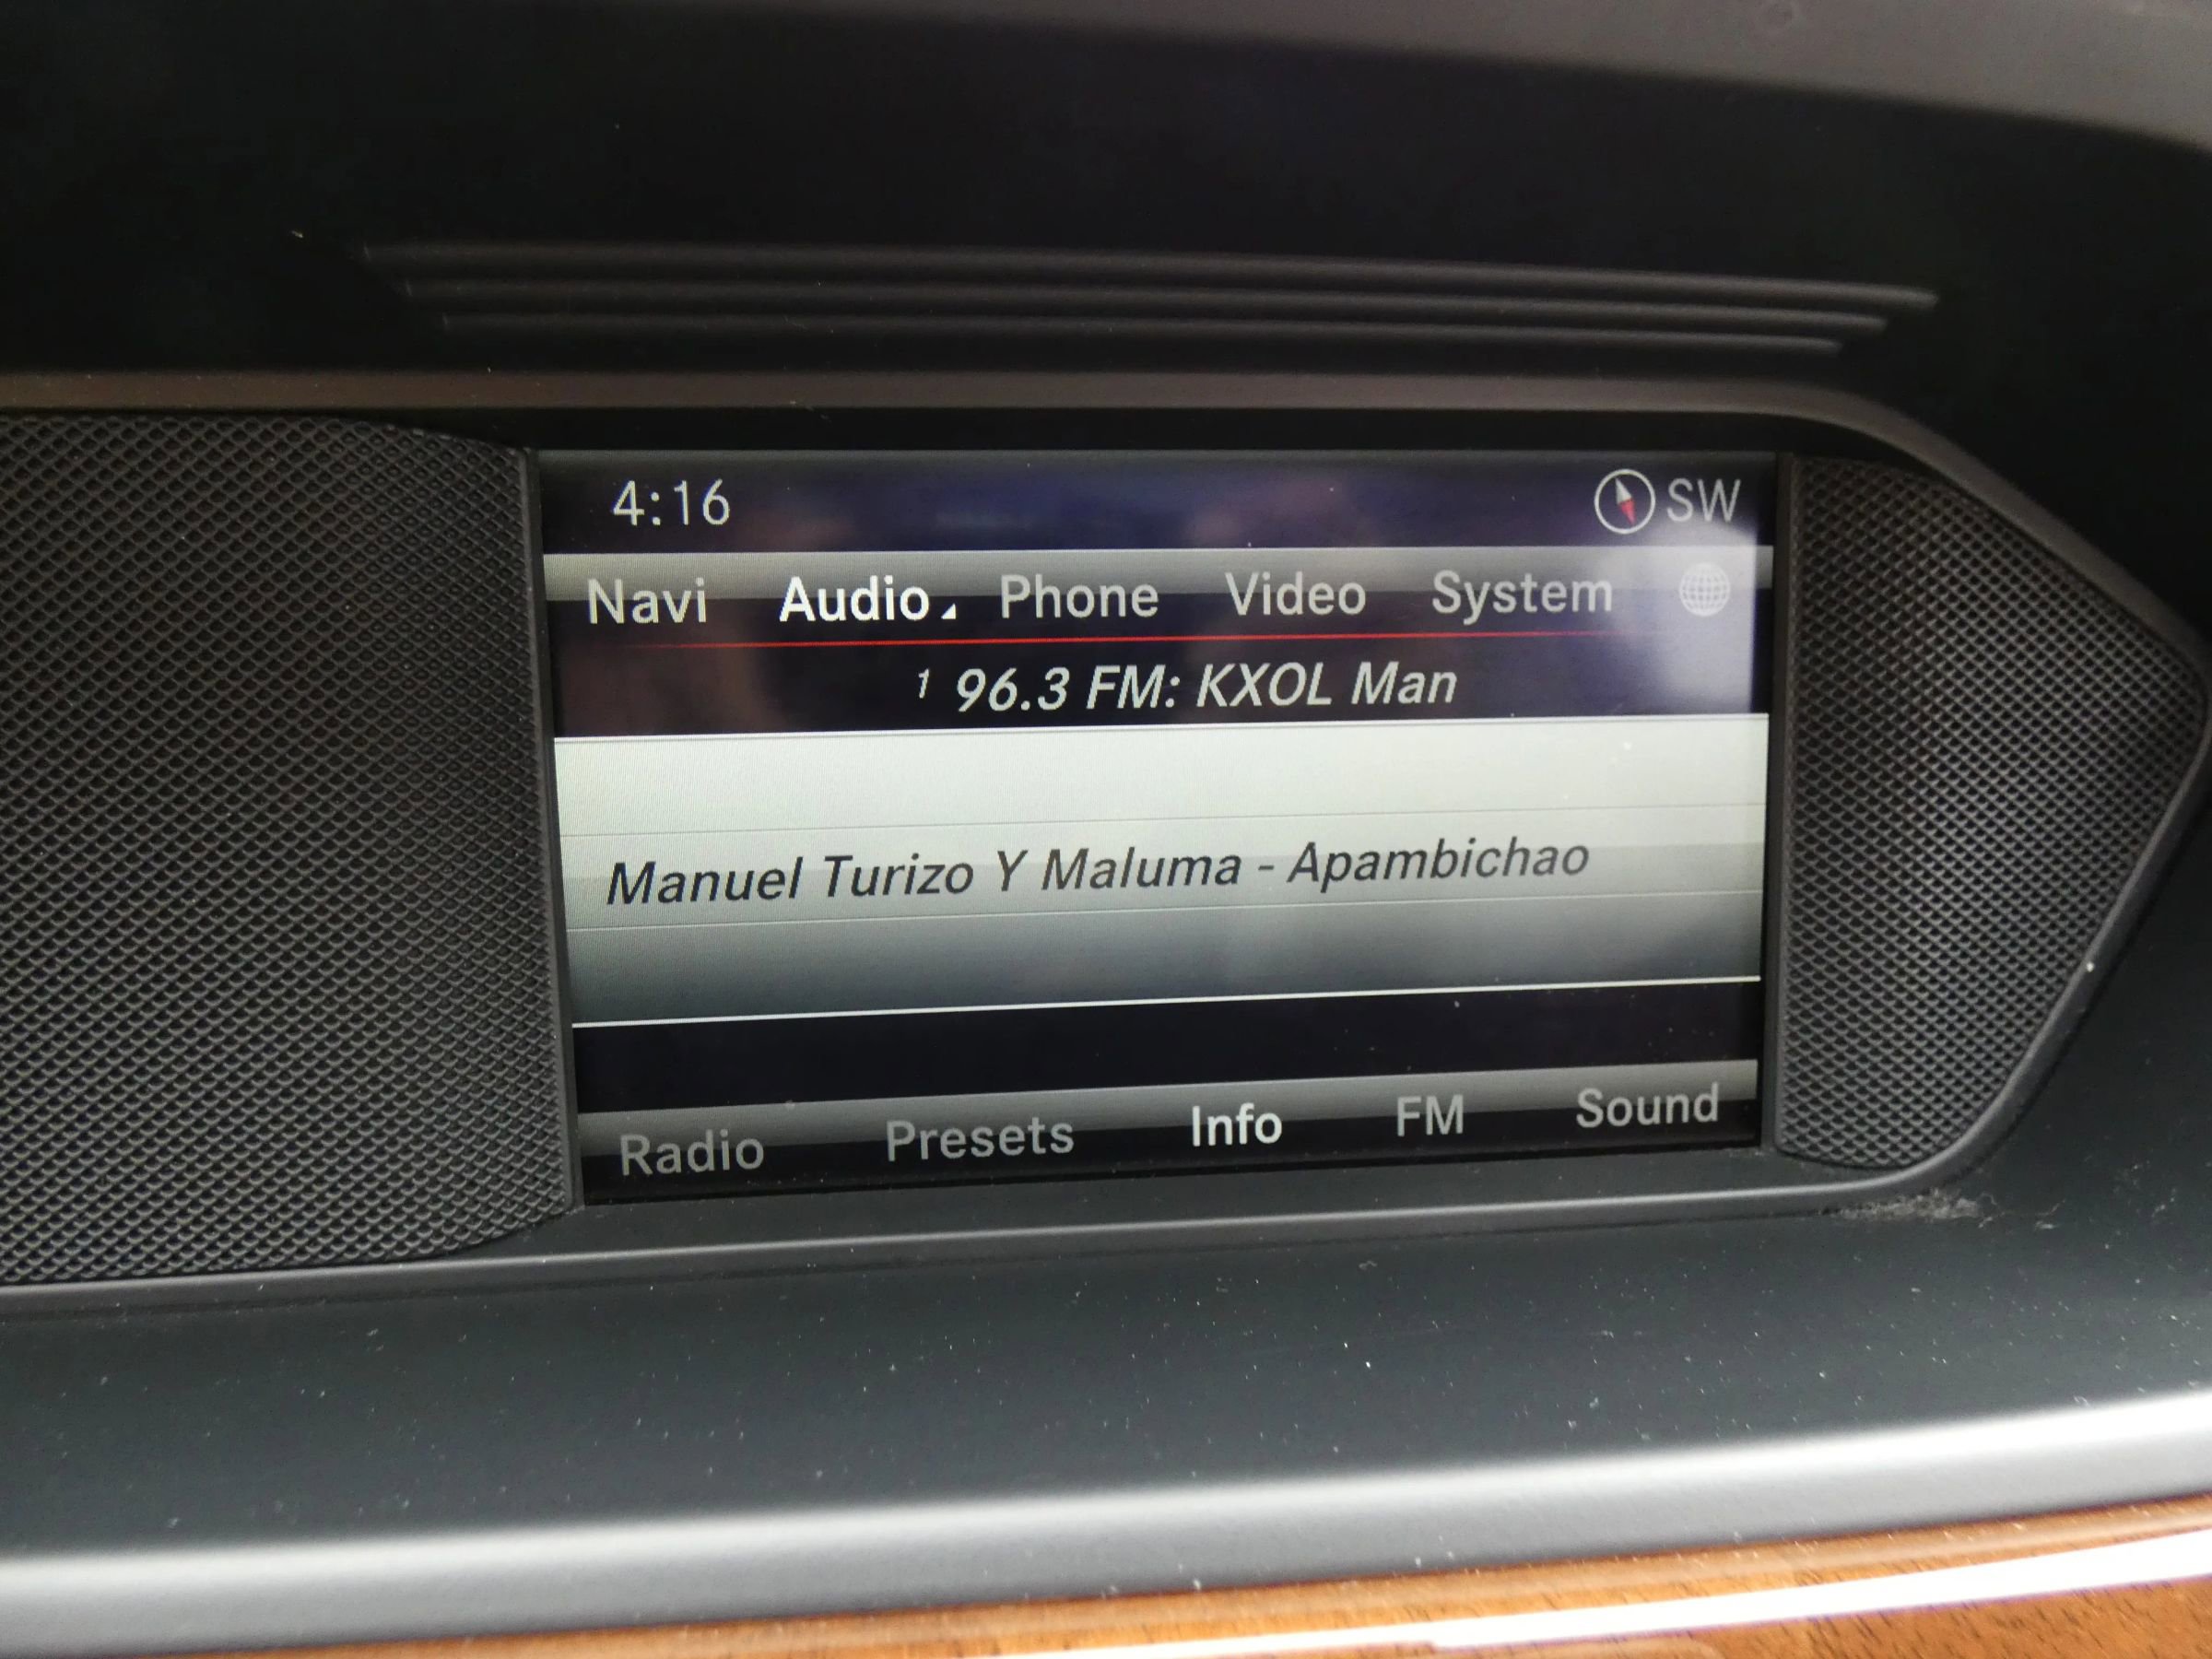 4:16 SW
Navi Audio Phone Video System
1 96.3 FM: KXOL Man
Manuel Turizo Y Maluma - Apambichao
Radio Presets Info FM Sound